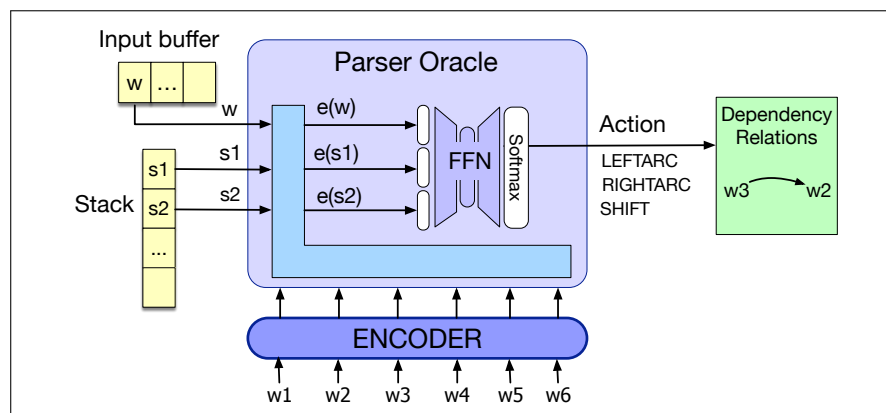 Input buffer
w ...
Parser Oracle
w
e(w)
s1
s2
...
Stack
s1
e(s1)
s2
e(s2)
FFN
Softmax
Action
LEFTARC
RIGHTARC
SHIFT
Dependency
Relations
w3 w2
ENCODER
w1 w2 w3 w4 w5 w6